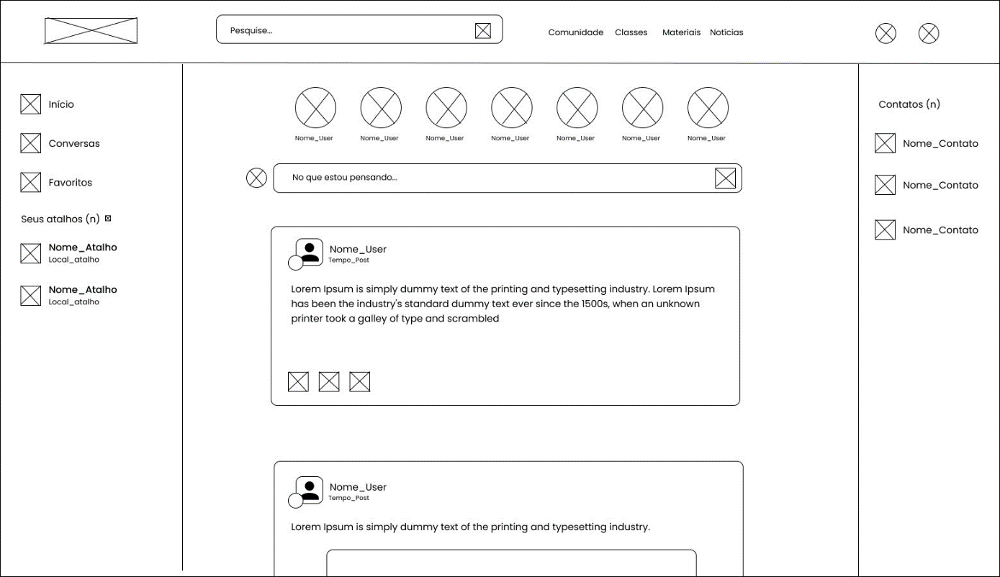 Pesquise...
Comunidade
Classes
Materiais
Notícias
Início
Conversas
Favoritos
Seus atalhos (n)
Nome_Atalho
Local_atalho
Nome_Atalho
Local_atalho
Nome_User
Nome_User
Nome_User
Nome_User
Nome_User
Nome_User
Nome_User
No que estou pensando...
Nome_User
Tempo_Post
Lorem Ipsum is simply dummy text of the printing and typesetting industry. Lorem Ipsum
has been the industry's standard dummy text ever since the 1500s, when an unknown
printer took a galley of type and scrambled
Nome_User
Tempo_Post
Lorem Ipsum is simply dummy text of the printing and typesetting industry.
Contatos (n)
Nome_Contato
Nome_Contato
Nome_Contato